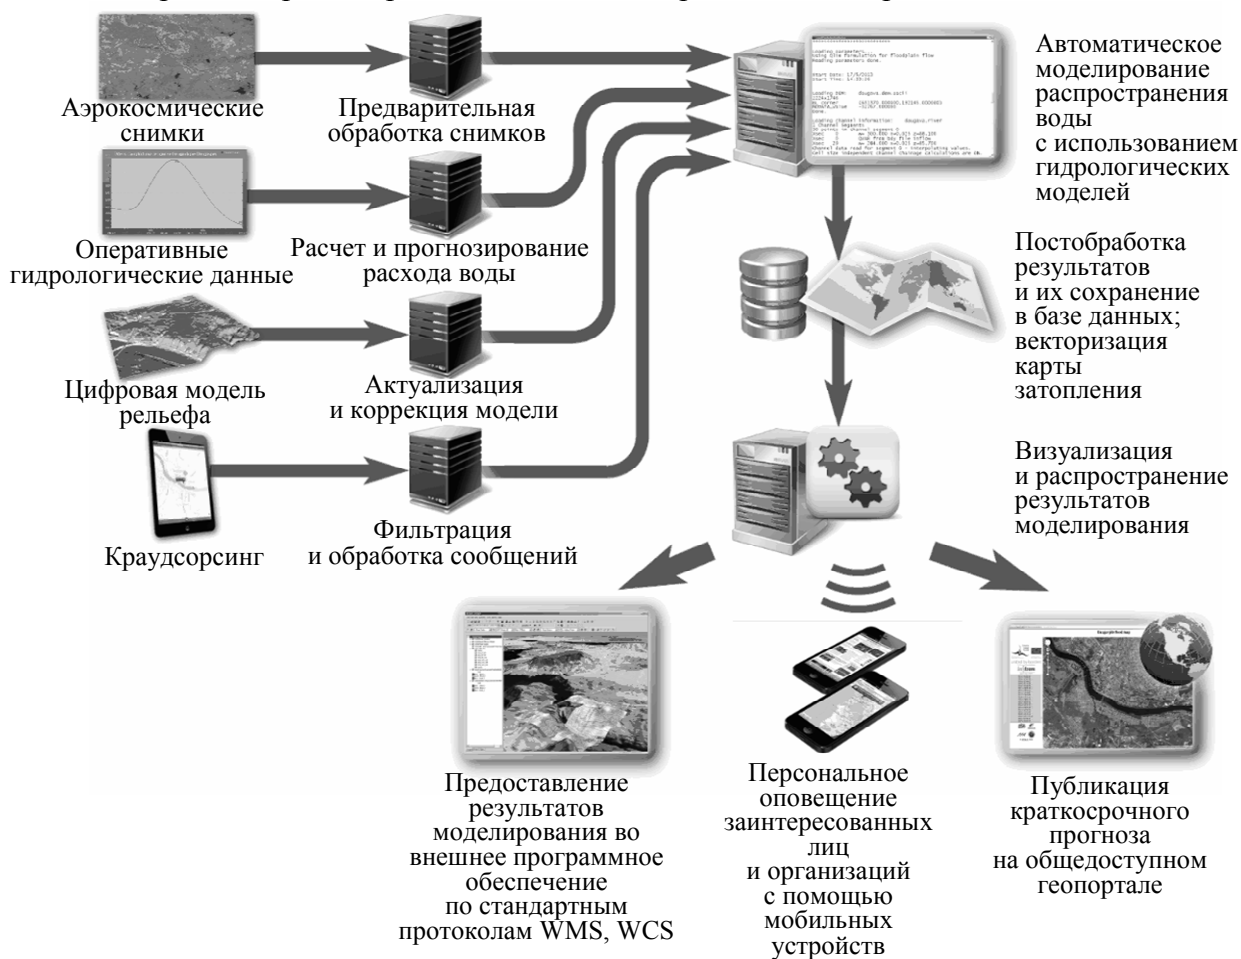 Аэрокосмические
снимки
Предварительная
обработка снимков
Автоматическое
моделирование
распространения
воды
с использованием
гидрологических
моделей
Оперативные
гидрологические данные
Расчет и прогнозирование
расхода воды
Постобработка
результатов
и их сохранение
в базе данных;
векторизация
карты
затопления
Цифровая модель
рельефа
Актуализация
и коррекция модели
Краудсорсинг
Фильтрация
и обработка сообщений
Визуализация
и распространение
результатов
моделирования
Предоставление
результатов
моделирования во
внешнее программное
обеспечение
по стандартным
протоколам WMS, WCS
Персональное
оповещение
заинтересованных
лиц
и организаций
с помощью
мобильных
устройств
Публикация
краткосрочного
прогноза
на общедоступном
геопортале